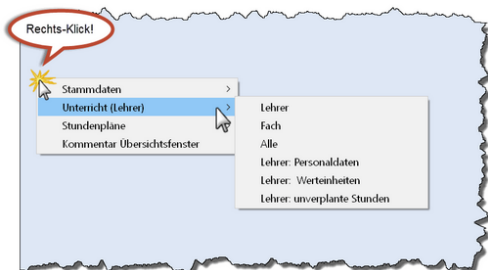 Rechts-Klick!
Stammdaten >
Unterricht (Lehrer) >
Stundenpläne
Kommentar Übersichtsfenster
Lehrer
Fach
Alle
Lehrer: Personaldaten
Lehrer: Werteinheiten
Lehrer: unverplante Stunden